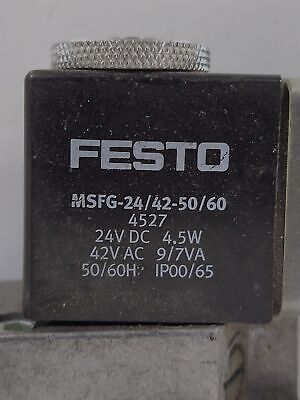 FESTO
MSFG-24/42-50/60
4527
24V DC 4.5W
42V AC 9/7VA
50/60Hz IP00/65